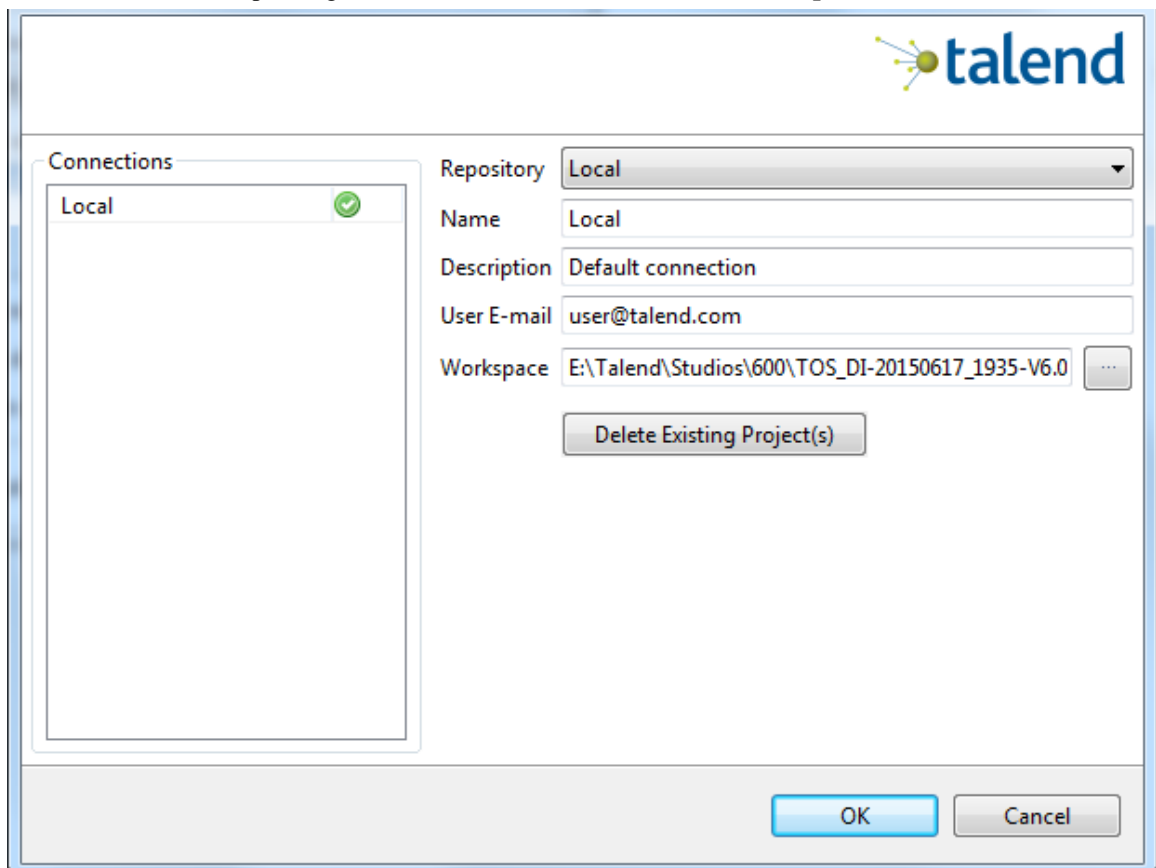 talend
Connections
Local
Repository Local
Name Local
Description Default connection
User E-mail user@talend.com
Workspace E:\Talend\Studios\600\TOS_DI-20150617_1935-V6.0 ...
Delete Existing Project(s)
OK Cancel